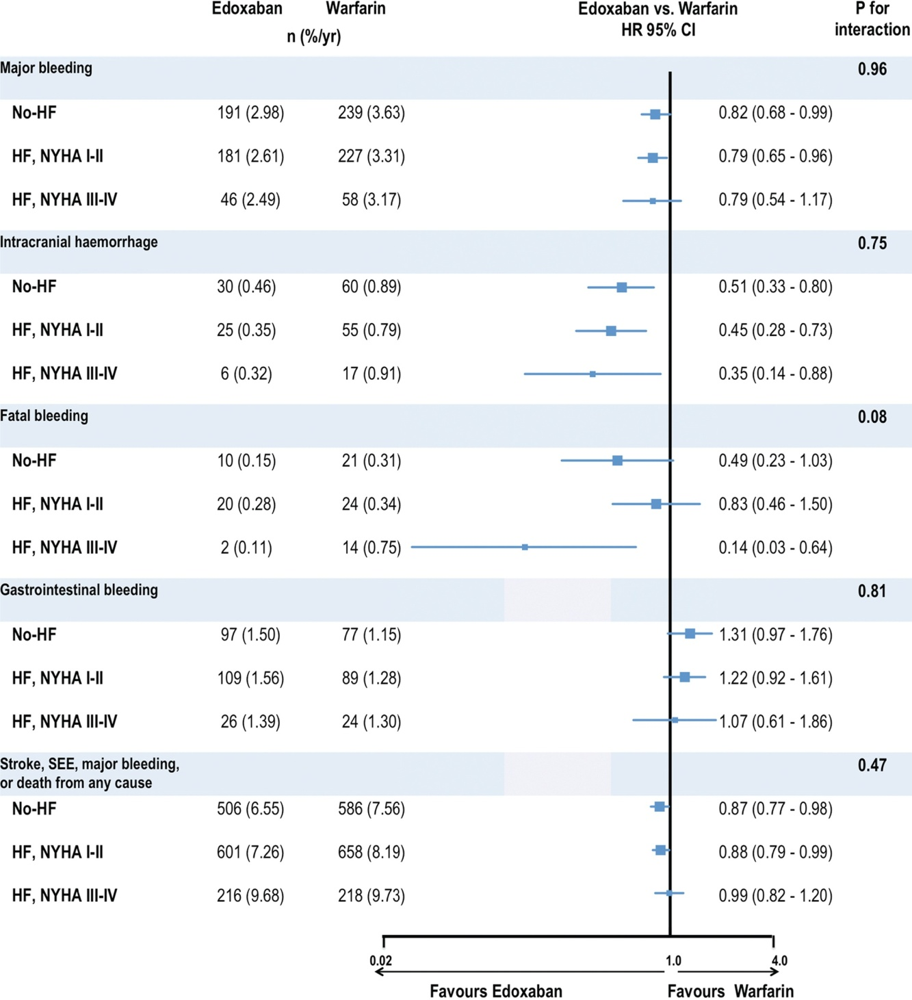 Edoxaban Warfarin Edoxaban vs. Warfarin P for
n (%/yr) HR 95% CI interaction
Major bleeding 0.96
No-HF 191 (2.98) 239 (3.63) 0.82 (0.68 - 0.99)
HF, NYHA I-II 181 (2.61) 227 (3.31) 0.79 (0.65 - 0.96)
HF, NYHA III-IV 46 (2.49) 58 (3.17) 0.79 (0.54 - 1.17)
Intracranial haemorrhage 0.75
No-HF 30 (0.46) 60 (0.89) 0.51 (0.33 - 0.80)
HF, NYHA I-II 25 (0.35) 55 (0.79) 0.45 (0.28 - 0.73)
HF, NYHA III-IV 6 (0.32) 17 (0.91) 0.35 (0.14 - 0.88)
Fatal bleeding 0.08
No-HF 10 (0.15) 21 (0.31) 0.49 (0.23 - 1.03)
HF, NYHA I-II 20 (0.28) 24 (0.34) 0.83 (0.46 - 1.50)
HF, NYHA III-IV 2 (0.11) 14 (0.75) 0.14 (0.03 - 0.64)
Gastrointestinal bleeding 0.81
No-HF 97 (1.50) 77 (1.15) 1.31 (0.97 - 1.76)
HF, NYHA I-II 109 (1.56) 89 (1.28) 1.22 (0.92 - 1.61)
HF, NYHA III-IV 26 (1.39) 24 (1.30) 1.07 (0.61 - 1.86)
Stroke, SEE, major bleeding, 0.47
or death from any cause
No-HF 506 (6.55) 586 (7.56) 0.87 (0.77 - 0.98)
HF, NYHA I-II 601 (7.26) 658 (8.19) 0.88 (0.79 - 0.99)
HF, NYHA III-IV 216 (9.68) 218 (9.73) 0.99 (0.82 - 1.20)
0.02 1.0 4.0
Favours Edoxaban Favours Warfarin